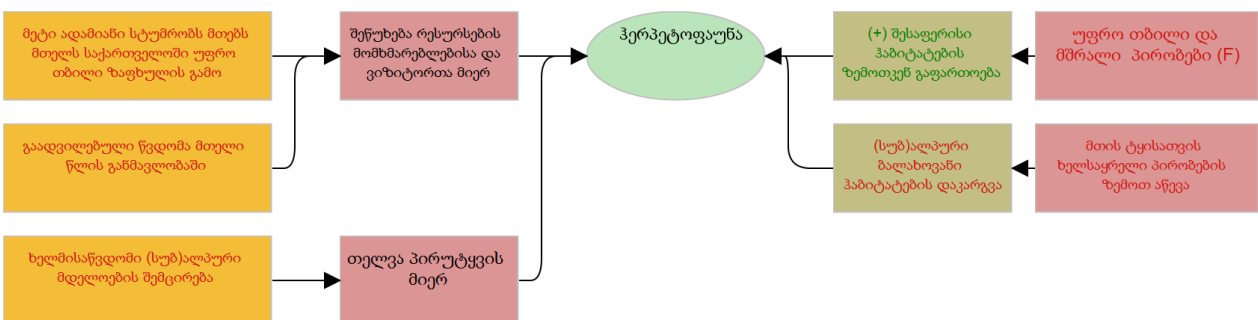 მეტი ადამიანი სტუმრობს მთებს
მთელს საქართველოში უფრო
თბილი ზაფხულის გამო
შეწუხება რესურსების
მომხმარებლებისა და
ვიზიტორთა მიერ
ჰერპეტოფაუნა
(+) შესაფერისი
ჰაბიტატების
ზემოთკენ გაფართოება
უფრო თბილი და
მშრალი პირობები (F)
გაადვილებული წვდომა მთელი
წლის განმავლობაში
(სუბ)ალპური
ბალახოვანი
ჰაბიტატების დაკარგვა
მთის ტყისათვის
ხელსაყრელი პირობების
ზემოთ აწევა
ხელმისაწვდომი (სუბ)ალპური
მდელოების შემცირება
თელვა პირუტყვის
მიერ